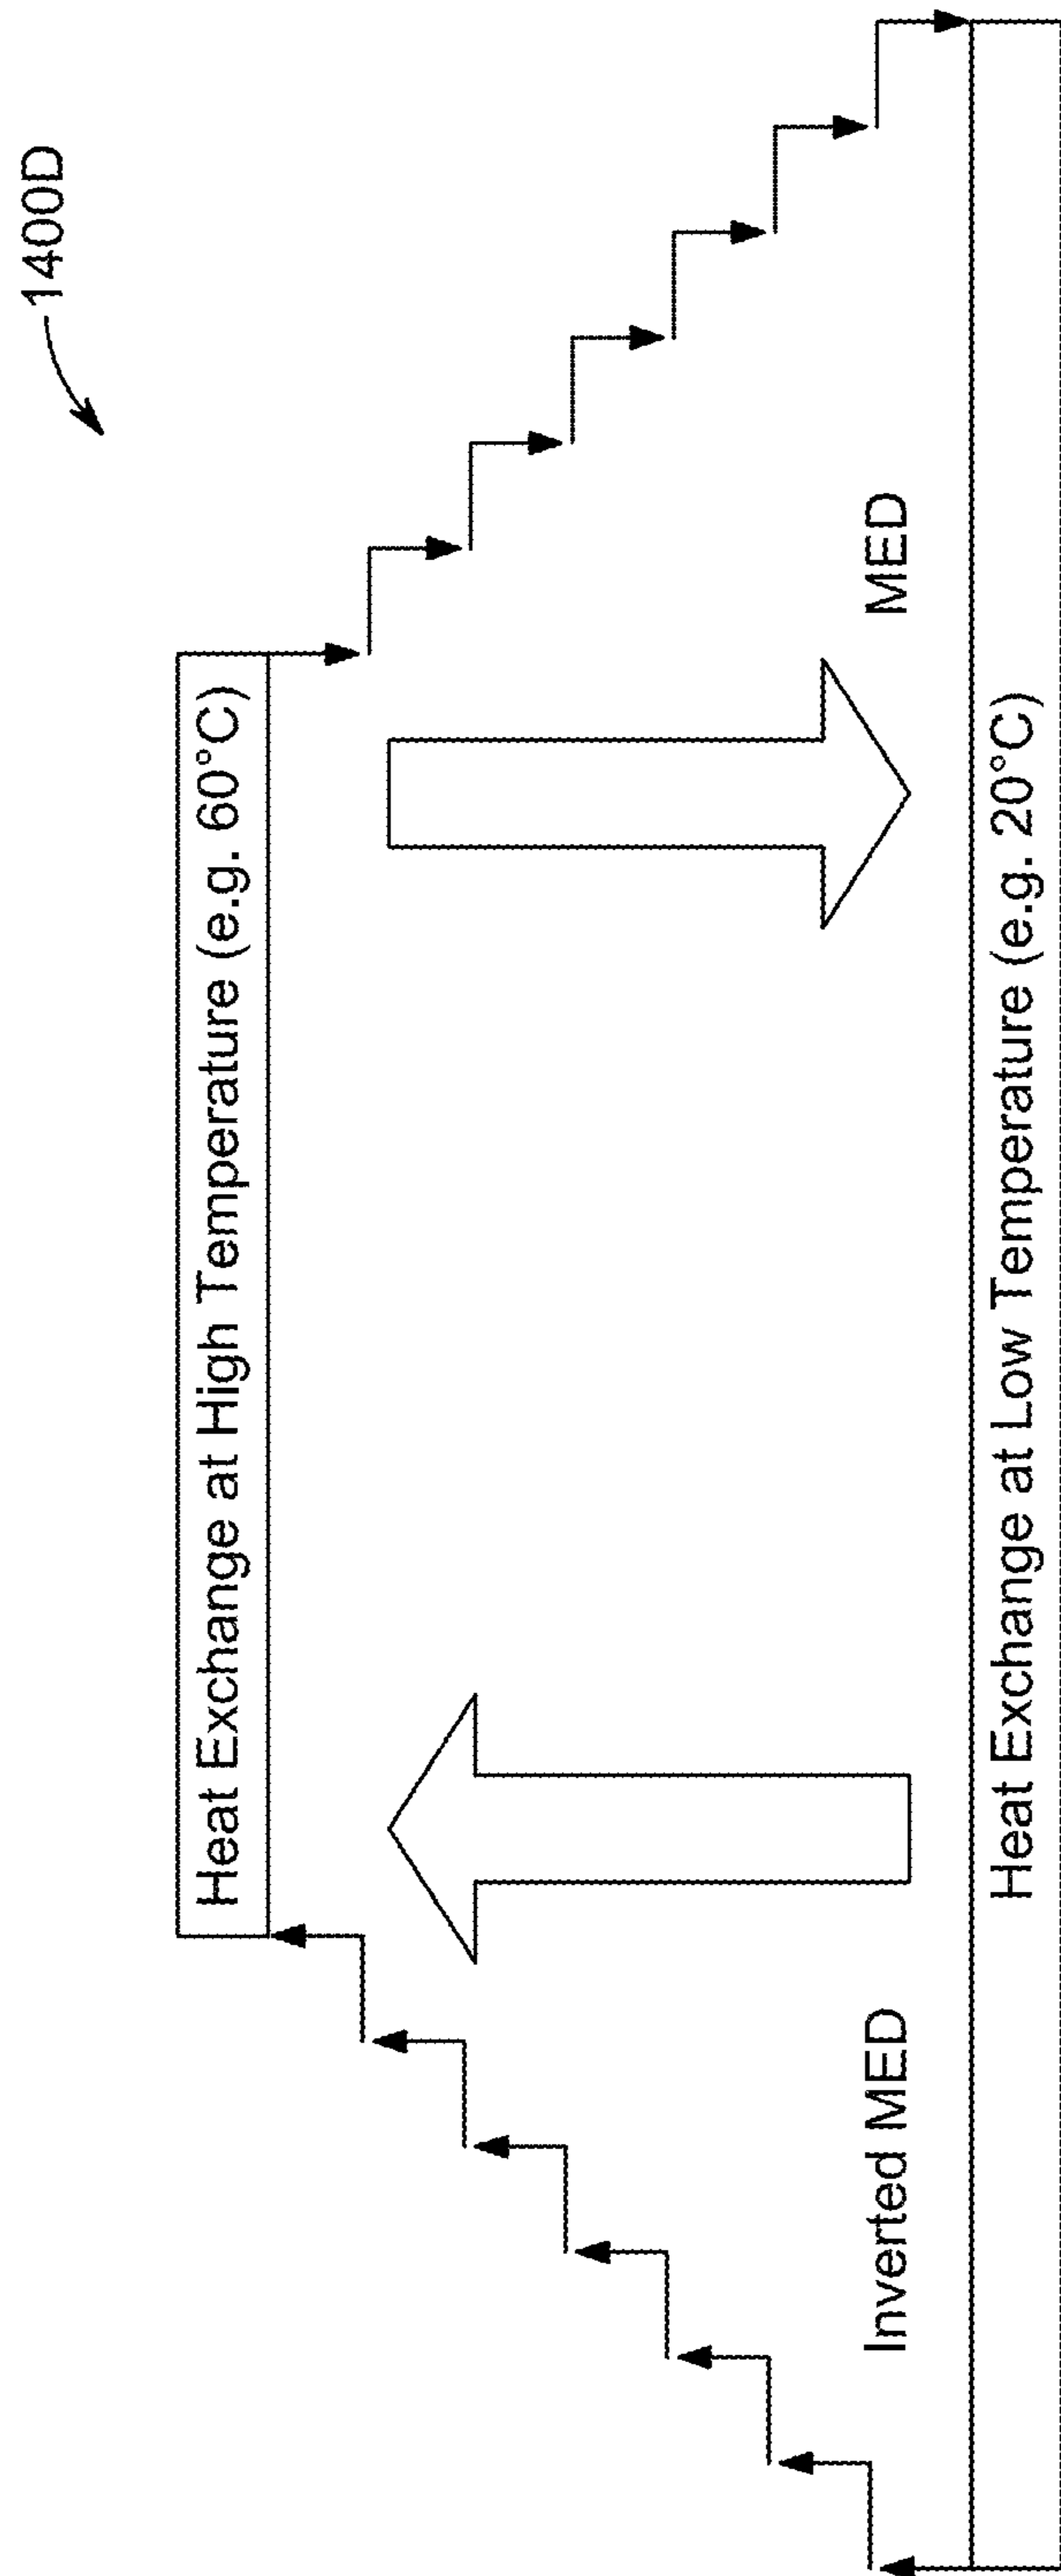 1400D
Heat Exchange at High Temperature (e.g. 60°C)
Inverted MED
MED
Heat Exchange at Low Temperature (e.g. 20°C)